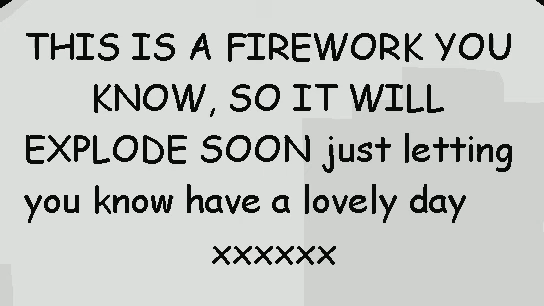 THIS IS A FIREWORK YOU
KNOW, SO IT WILL
EXPLODE SOON just letting
you know have a lovely day
xxxxxx